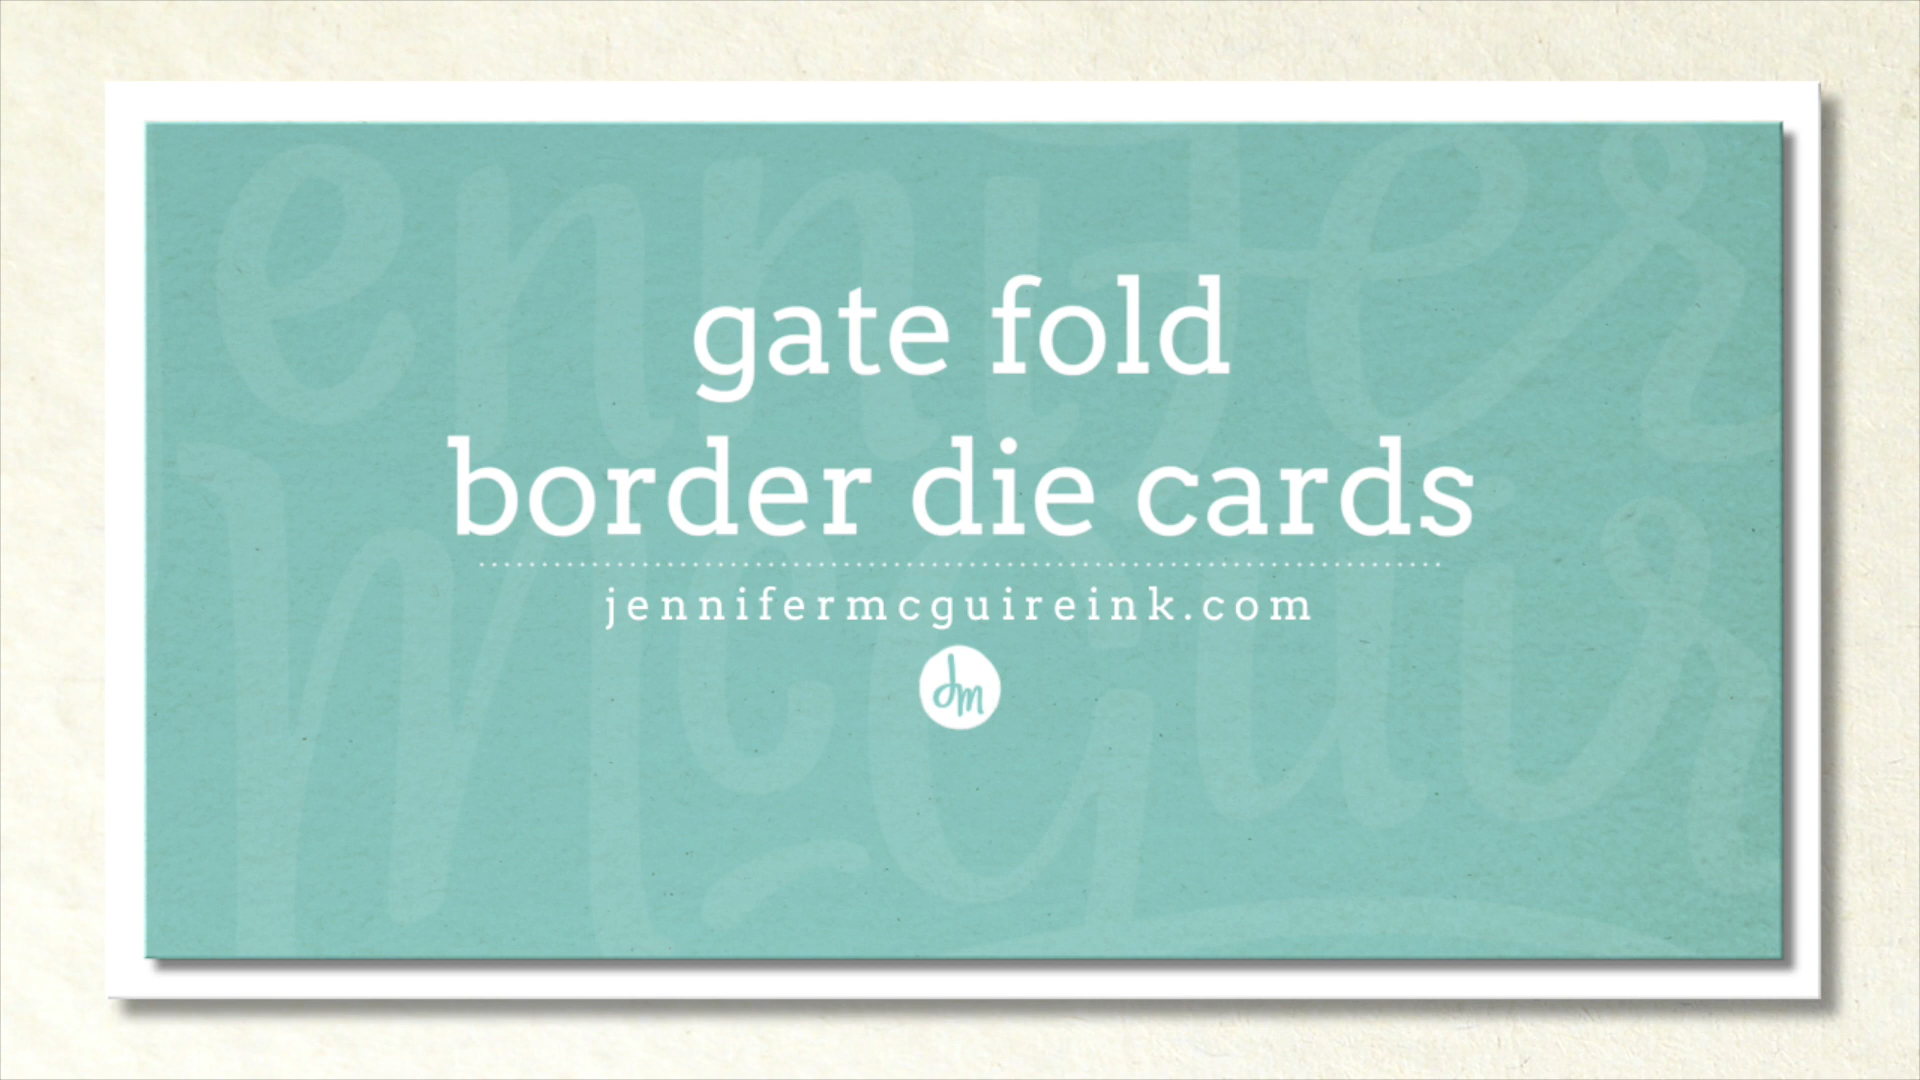 gate fold
border die cards
jennifermcguireink.com
jm